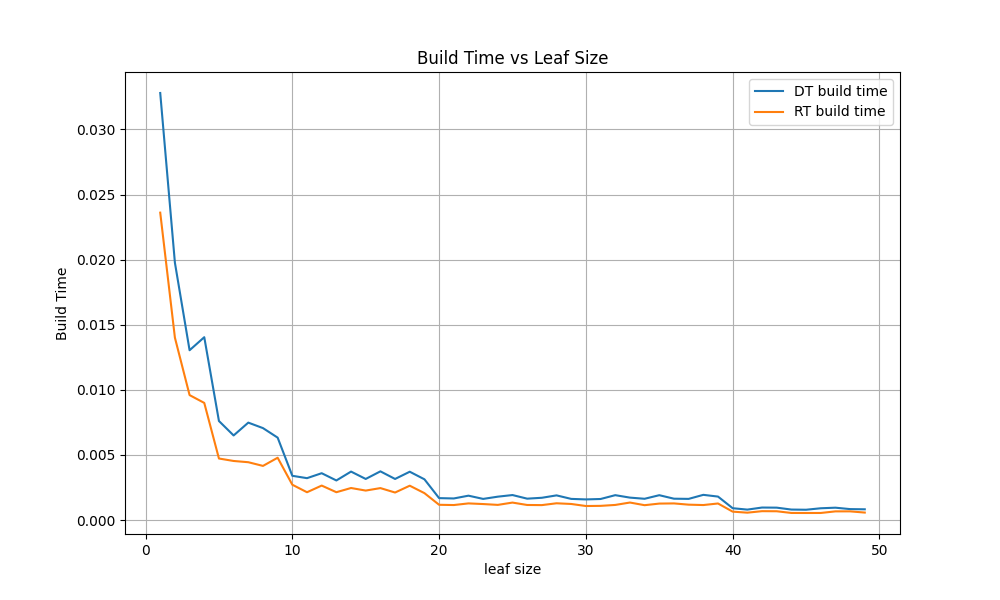 Build Time vs Leaf Size
DT build time
RT build time
0.030
0.025
0.020
0.015
0.010
0.005
0.000
Build Time
0 10 20 30 40 50
leaf size